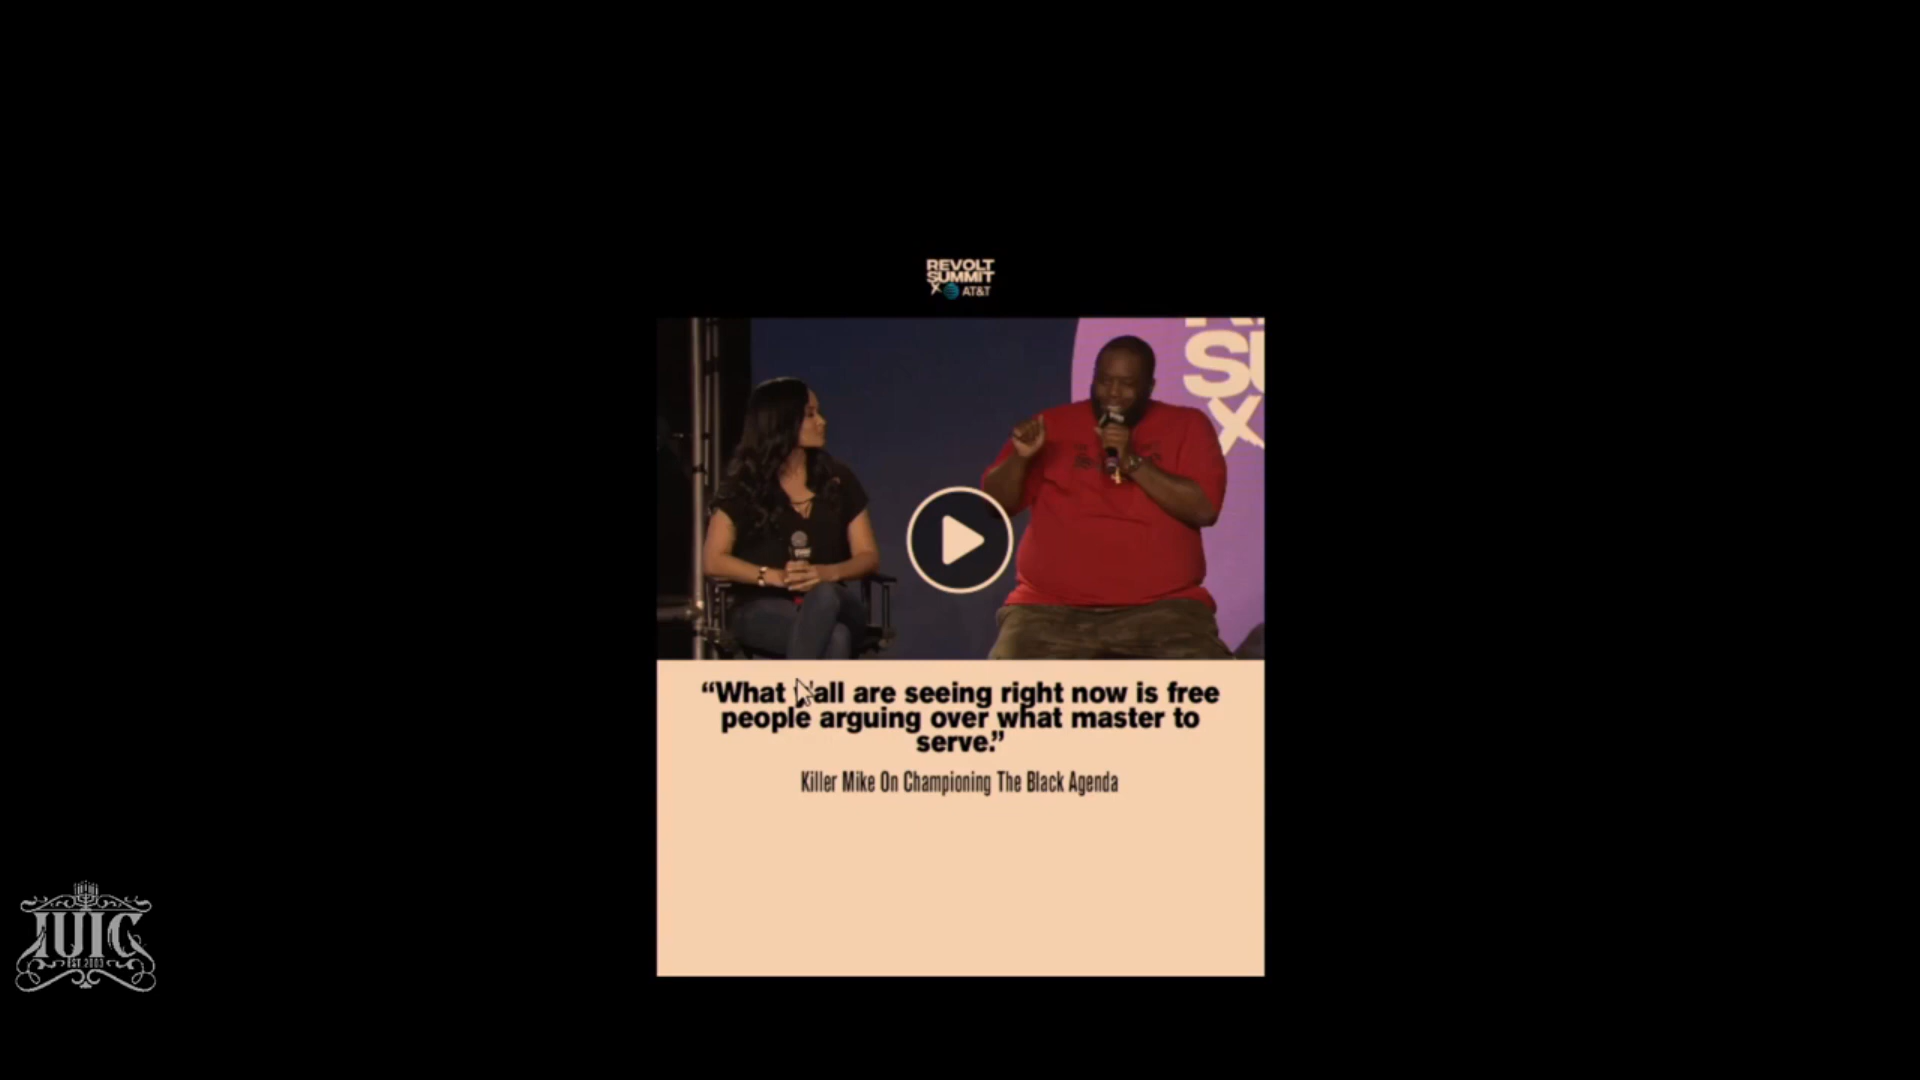 REVOLT
SUMMIT
X AT&T
SU
X
“What all are seeing right now is free
people arguing over what master to
serve.”
Killer Mike On Championing The Black Agenda
IUIC
EST. 2003